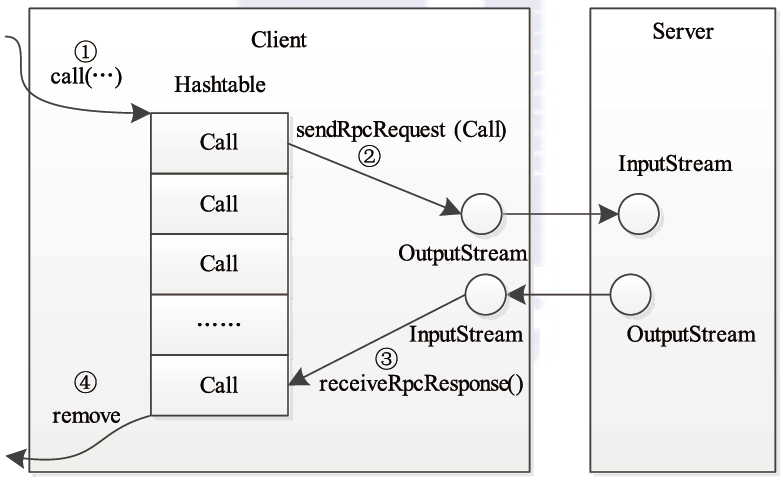 Client
Server
①
call(⋯)
Hashtable
Call
sendRpcRequest (Call)
②
InputStream
Call
OutputStream
Call
InputStream
OutputStream
⋯⋯
③
receiveRpcResponse()
Call
④
remove